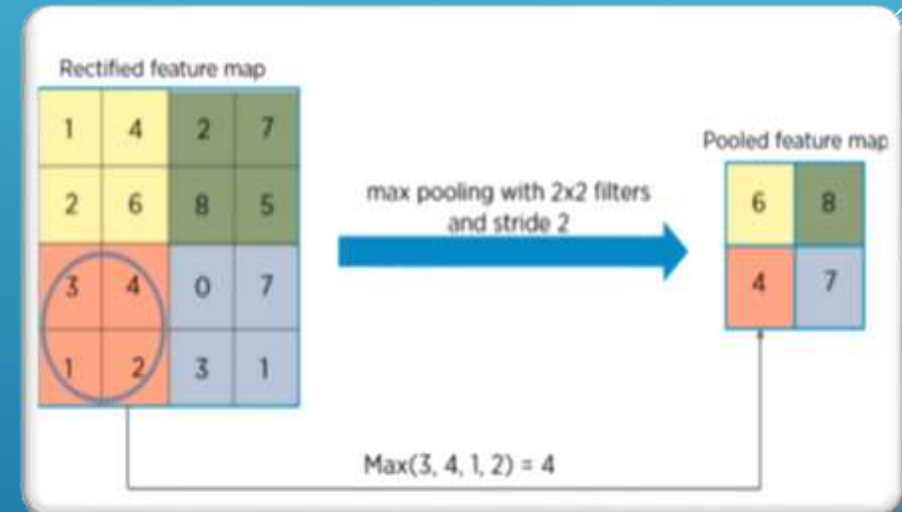 Rectified feature map
1 4 2 7
2 6 8 5
3 4 0 7
1 2 3 1
max pooling with 2x2 filters
and stride 2
Pooled feature map
6 8
4 7
Max(3, 4, 1, 2) = 4